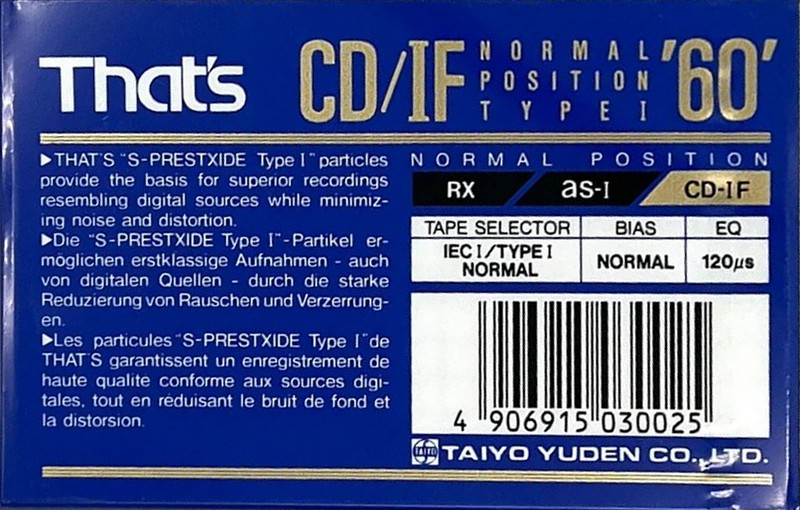 That's CD/IF NORMAL POSITION TYPE I '60'
►THAT'S "S-PRESTXIDE Type I" particles
provide the basis for superior recordings
resembling digital sources while minimiz-
ing noise and distortion.
►Die "S-PRESTXIDE Type I"-Partikel er-
möglichen erstklassige Aufnahmen - auch
von digitalen Quellen - durch die starke
Reduzierung von Rauschen und Verzerrung-
en.
►Les particules "S-PRESTXIDE Type I" de
THAT'S garantissent un enregistrement de
haute qualite conforme aux sources digi-
tales, tout en réduisant le bruit de fond et
la distorsion.
NORMAL POSITION
RX as-I CD-IF
TAPE SELECTOR BIAS EQ
IEC I/TYPE I
NORMAL NORMAL 120µs
4 906915 030025
TAIYO TAIYO YUDEN CO., LTD.